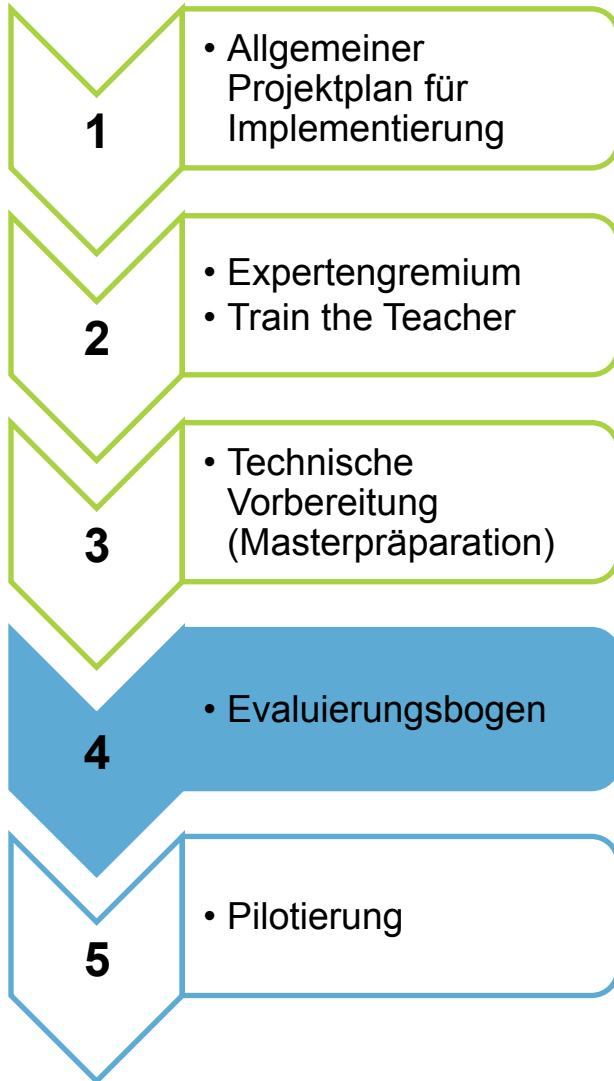 1
• Allgemeiner
Projektplan für
Implementierung
2
• Expertengremium
• Train the Teacher
3
• Technische
Vorbereitung
(Masterpräparation)
4
• Evaluierungsbogen
5
• Pilotierung